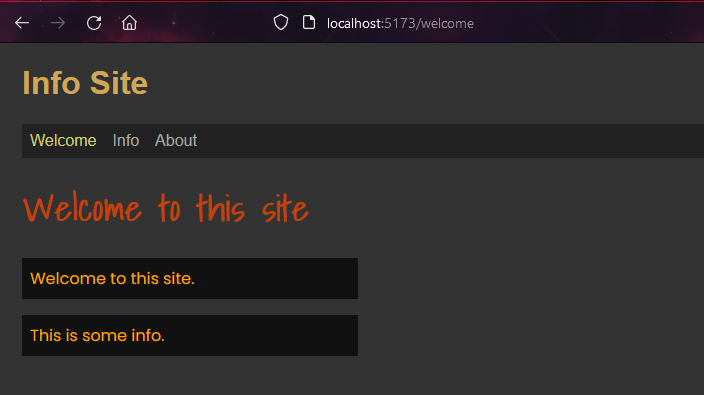 localhost:5173/welcome
Info Site
Welcome Info About
Welcome to this site
Welcome to this site.
This is some info.